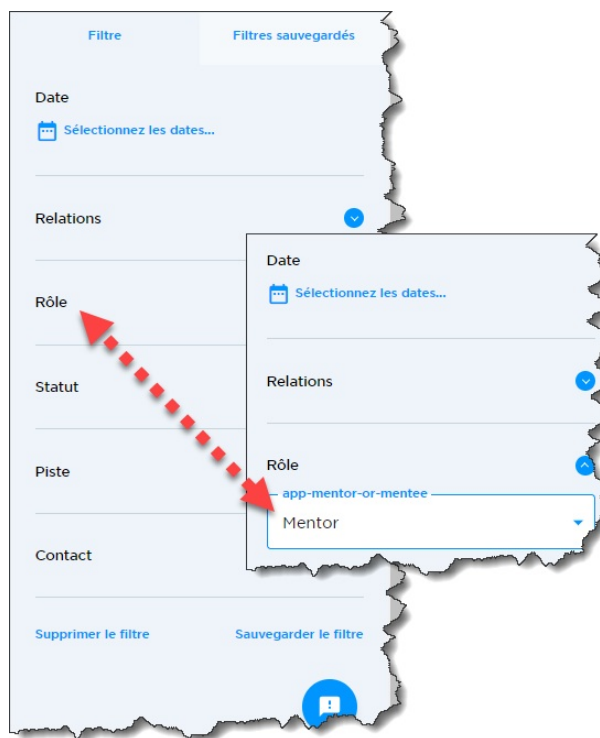 Filtre
Filtres sauvegardés
Date
Sélectionnez les dates...
Relations
Rôle
Statut
Piste
Contact
Supprimer le filtre
Sauvegarder le filtre
Date
Sélectionnez les dates...
Relations
Rôle
app-mentor-or-mentee
Mentor